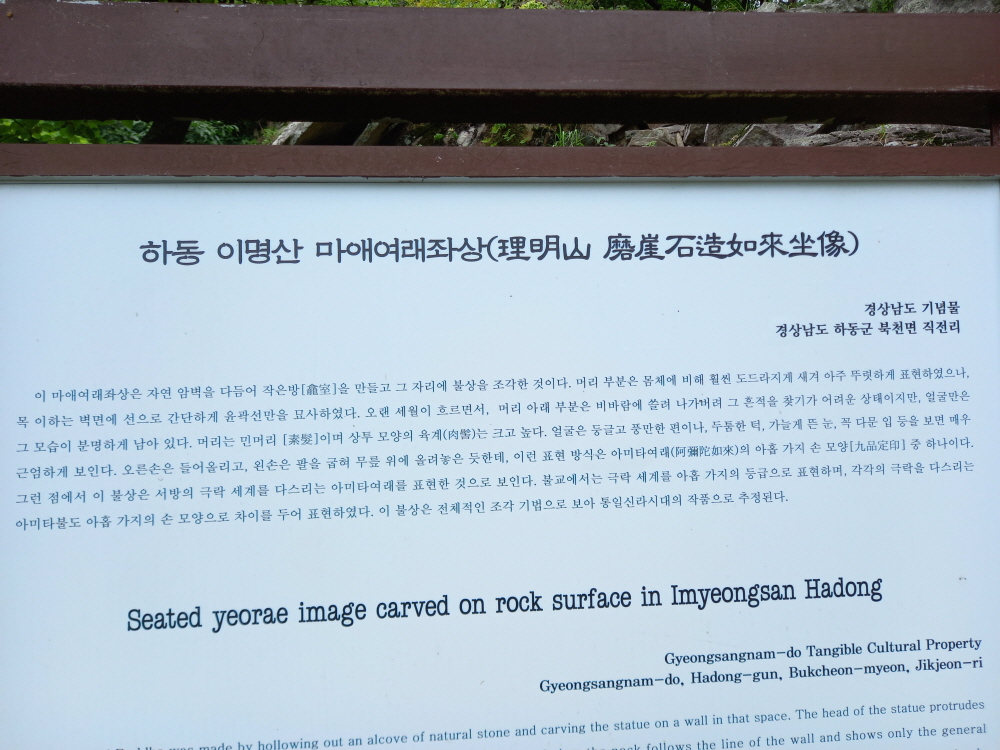 하동 이명산 마애여래좌상(理明山 磨崖石造如來坐像)
경상남도 기념물
경상남도 하동군 북천면 직전리
이 마애여래좌상은 자연 암벽을 다듬어 작은방[龕室]을 만들고 그 자리에 불상을 조각한 것이다. 머리 부분은 몸체에 비해 훨씬 도드라지게 새겨 아주 뚜렷하게 표현하였으나,
목 이하는 벽면에 선으로 간단하게 윤곽선만을 묘사하였다. 오랜 세월이 흐르면서, 머리 아래 부분은 비바람에 쓸려 나가버려 그 흔적을 찾기가 어려운 상태이지만, 얼굴만은
그 모습이 분명하게 남아 있다. 머리는 민머리 [素髮]이며 상투 모양의 육계(肉髻)는 크고 높다. 얼굴은 둥글고 풍만한 편이나, 두툼한 턱, 가늘게 뜬 눈, 꼭 다문 입 등을 보면 매우
근엄하게 보인다. 오른손은 들어올리고, 왼손은 팔을 굽혀 무릎 위에 올려놓은 듯한데, 이런 표현 방식은 아미타여래(阿彌陀如來)의 아홉 가지 손 모양[九品定印] 중 하나이다.
그런 점에서 이 불상은 서방의 극락 세계를 다스리는 아미타여래를 표현한 것으로 보인다. 불교에서는 극락 세계를 아홉 가지의 등급으로 표현하며, 각각의 극락을 다스리는
아미타불도 아홉 가지의 손 모양으로 차이를 두어 표현하였다. 이 불상은 전체적인 조각 기법으로 보아 통일신라시대의 작품으로 추정된다.
Seated yeorae image carved on rock surface in Imyeongsan Hadong
Gyeongsangnam-do Tangible Cultural Property
Gyeongsangnam-do, Hadong-gun, Bukcheon-myeon, Jikjeon-ri
was made by hollowing out an alcove of natural stone and carving the statue on a wall in that space. The head of the statue protrudes
neck follows the line of the wall and shows only the general